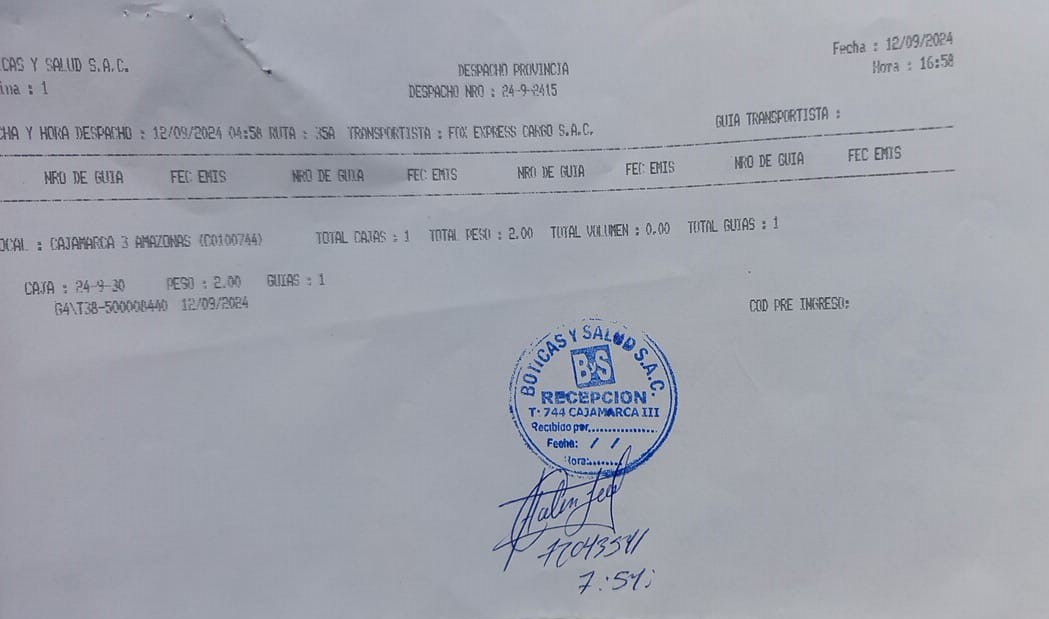 CAS Y SALUD S.A.C.
ina : 1
DESPACHO PROVINCIA
DESPACHO NRO : 24-9-2415
Fecha : 12/09/2024
Hora : 16:58
CHA Y HORA DESPACHO : 12/09/2024 04:58 RUTA : 35A TRANSPORTISTA : FOX EXPRESS CARGO S.A.C. GUIA TRANSPORTISTA :
NRO DE GUIA FEC EMIS NRO DE GUIA FEC EMIS NRO DE GUIA FEC EMIS NRO DE GUIA FEC EMIS
OCAL : CAJAMARCA 3 AMAZONAS (C0100744) TOTAL CAJAS : 1 TOTAL PESO : 2.00 TOTAL VOLUMEN : 0.00 TOTAL GUIAS : 1
CAJA : 24-9-30 PESO : 2.00 GUIAS : 1
G4\T38-500008440 12/09/2024
COD PRE INGRESO:
BOTICAS Y SALUD S.A.C.
ByS
RECEPCION
T-744 CAJAMARCA III
Recibido por................
Fecha: / /
Hora:.......